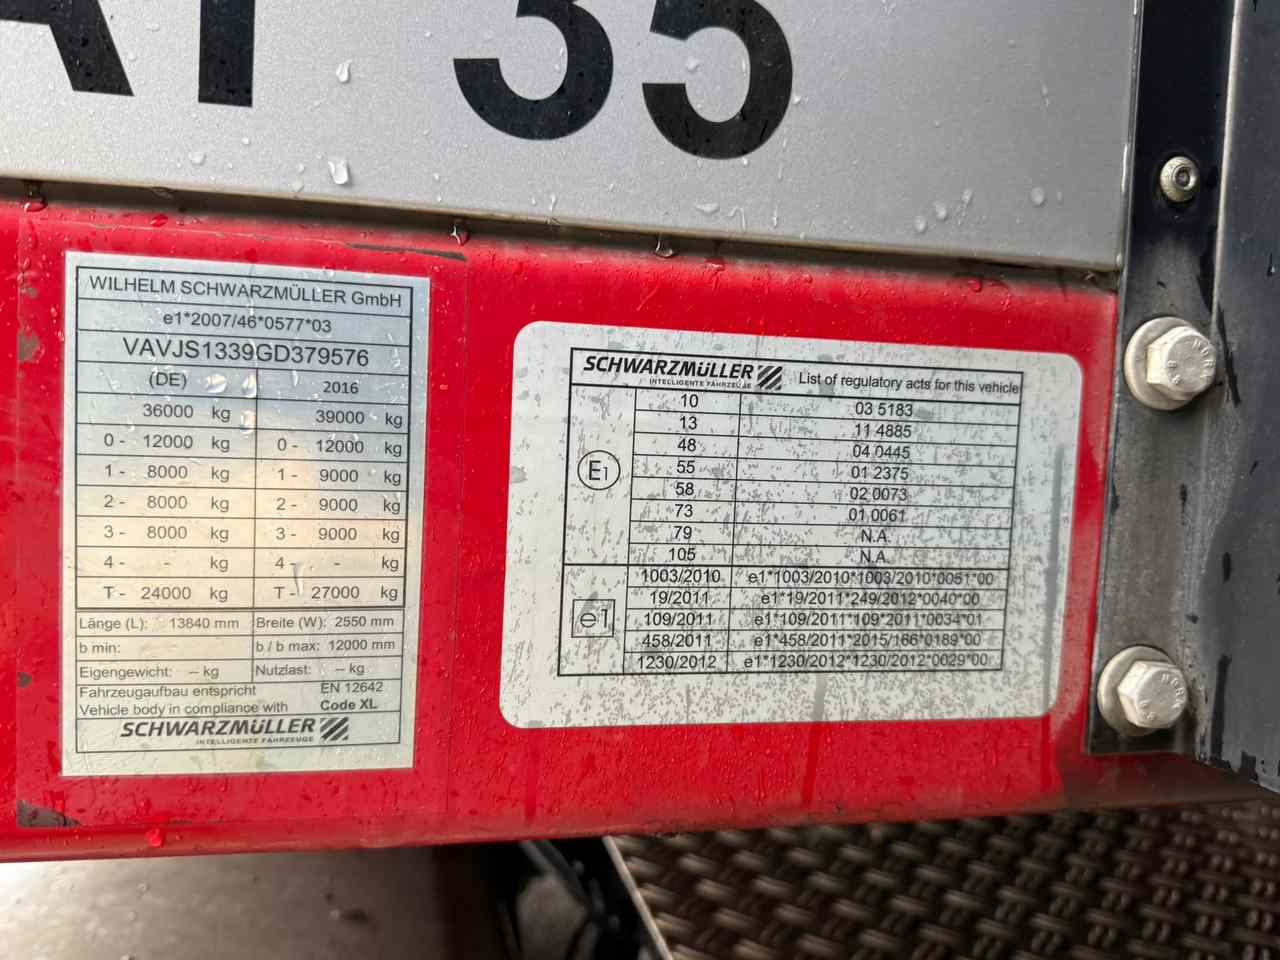 AT 35
WILHELM SCHWARZMÜLLER GmbH
e1*2007/46*0577*03
VAVJS1339GD379576
(DE) 2016
36000 kg 39000 kg
0 - 12000 kg 0 - 12000 kg
1 - 8000 kg 1 - 9000 kg
2 - 8000 kg 2 - 9000 kg
3 - 8000 kg 3 - 9000 kg
4 - - kg 4 - - kg
T - 24000 kg T - 27000 kg
Länge (L): 13840 mm Breite (W): 2550 mm
b min: b / b max: 12000 mm
Eigengewicht: -- kg Nutzlast: -- kg
Fahrzeugaufbau entspricht EN 12642
Vehicle body in compliance with Code XL
SCHWARZMÜLLER
INTELLIGENTE FAHRZEUGE
SCHWARZMÜLLER
INTELLIGENTE FAHRZEUGE
List of regulatory acts for this vehicle
E1
10 03 5183
13 11 4885
48 04 0445
55 01 2375
58 02 0073
73 01 0061
79 N.A.
105 N.A.
e1
1003/2010 e1*1003/2010*1003/2010*0051*00
19/2011 e1*19/2011*249/2012*0040*00
109/2011 e1*109/2011*109*2011*0034*01
458/2011 e1*458/2011*2015/166*0189*00
1230/2012 e1*1230/2012*1230/2012*0029*00